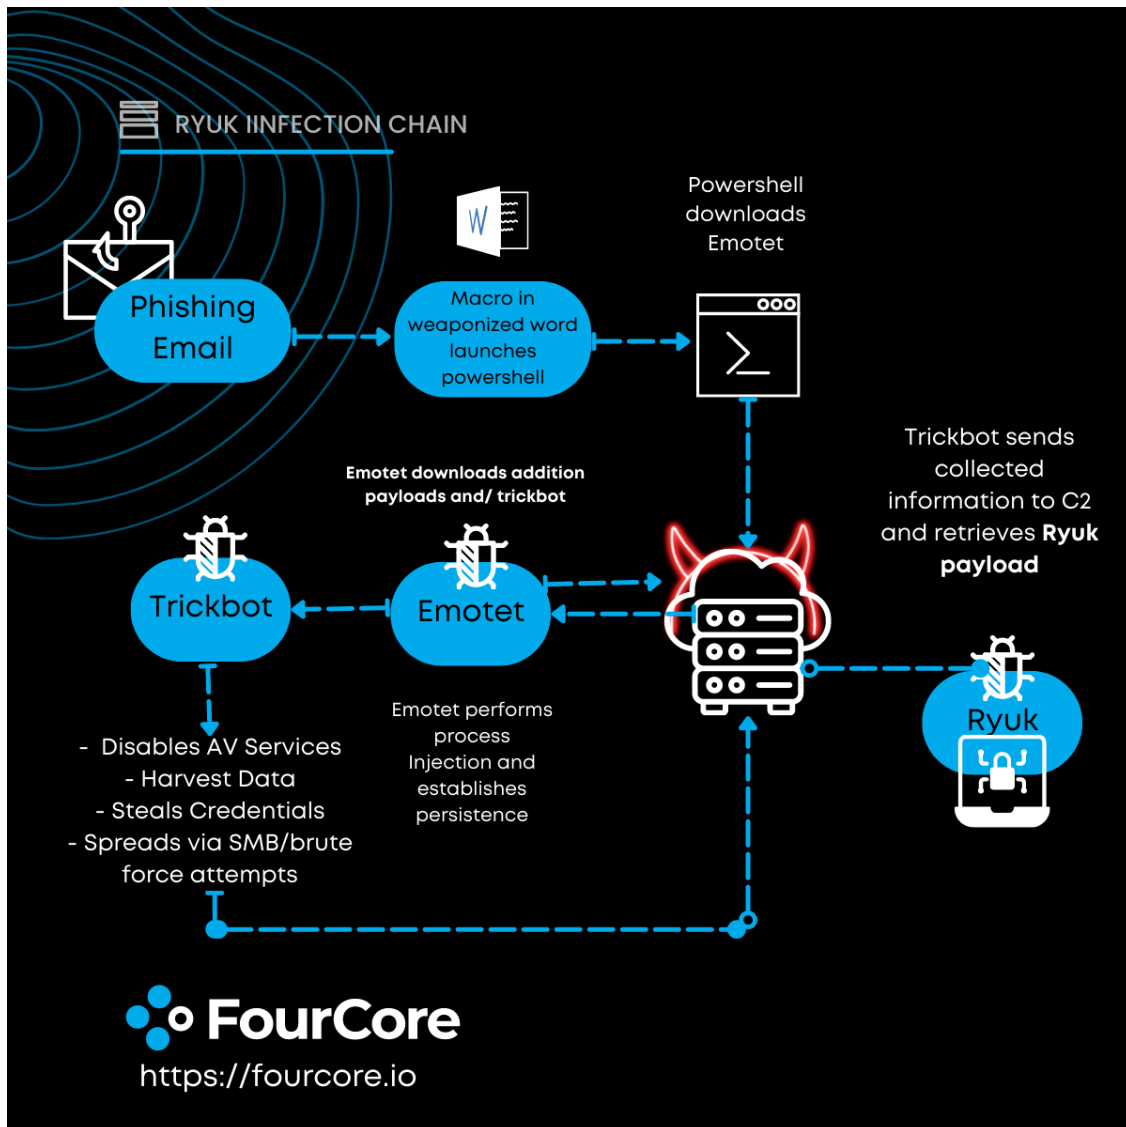 RYUK IINFECTION CHAIN
Phishing
Email
W
Macro in
weaponized word
launches
powershell
Powershell
downloads
Emotet
Trickbot sends
collected
information to C2
and retrieves Ryuk
payload
Emotet downloads addition
payloads and/ trickbot
Trickbot
Emotet
Ryuk
Emotet performs
process
Injection and
establishes
persistence
- Disables AV Services
- Harvest Data
- Steals Credentials
- Spreads via SMB/brute
force attempts
FourCore
https://fourcore.io